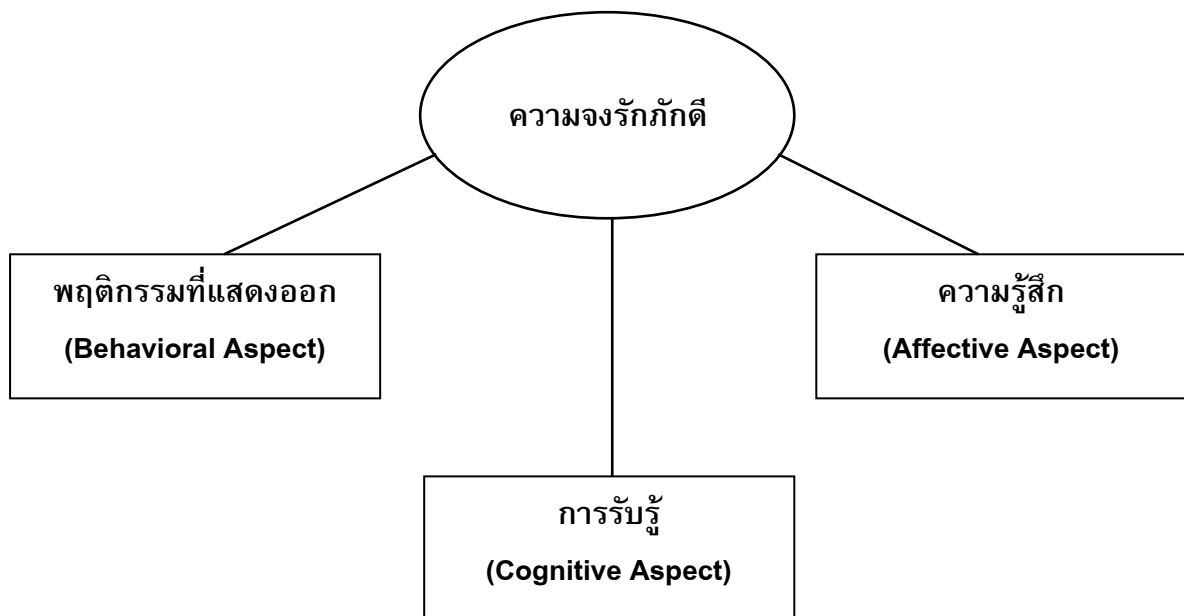 ความจงรักภักดี
พฤติกรรมที่แสดงออก
(Behavioral Aspect)
ความรู้สึก
(Affective Aspect)
การรับรู้
(Cognitive Aspect)